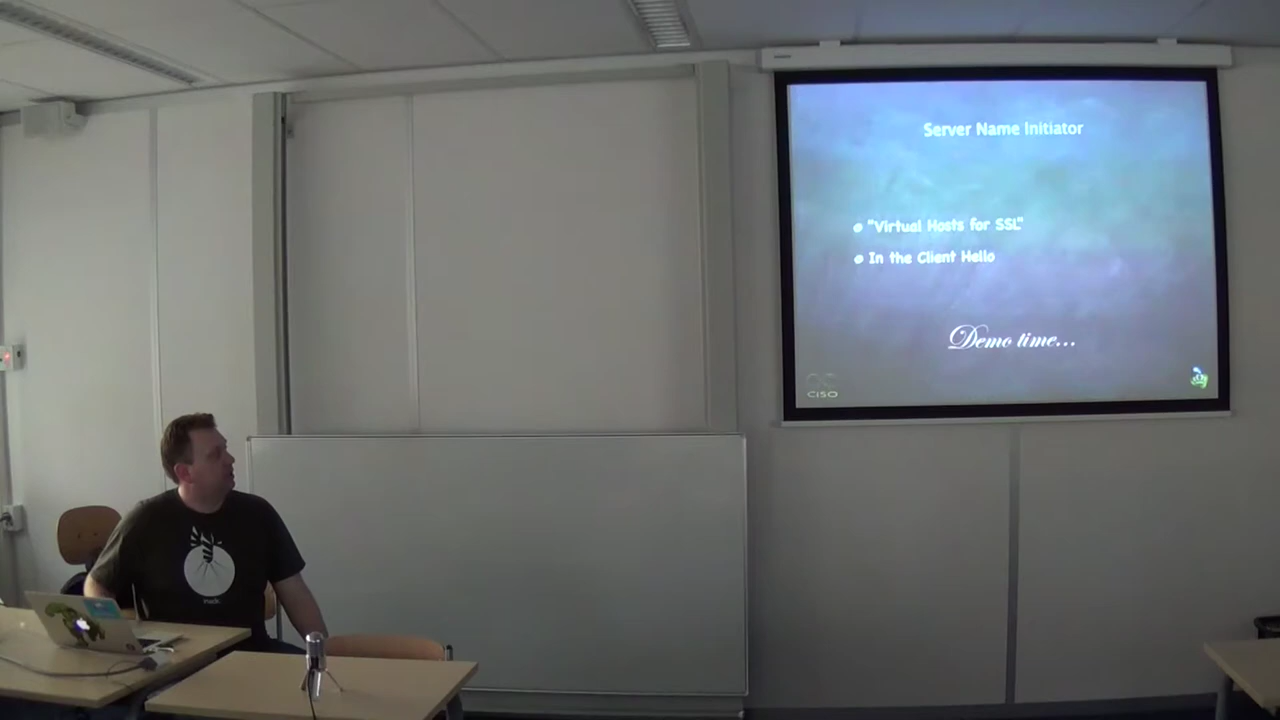 Server Name Initiator
"Virtual Hosts for SSL"
In the Client Hello
Demo time...
CISO